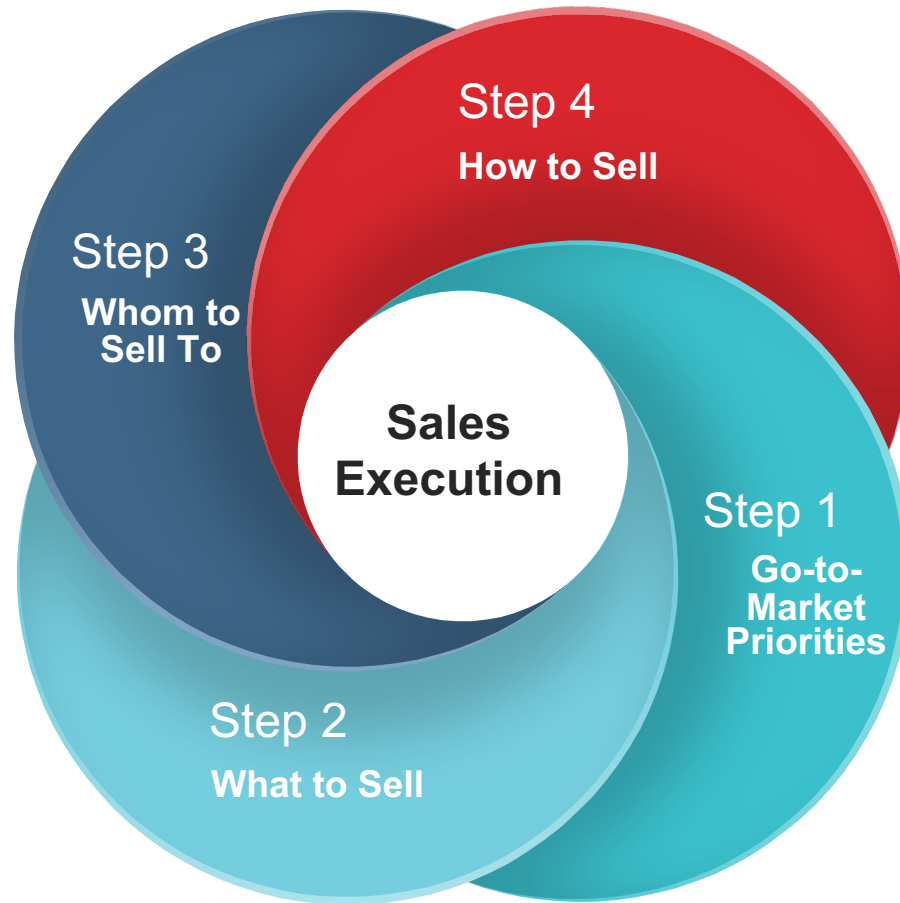 Step 4
How to Sell
Step 3
Whom to
Sell To
Sales
Execution
Step 1
Go-to-
Market
Priorities
Step 2
What to Sell